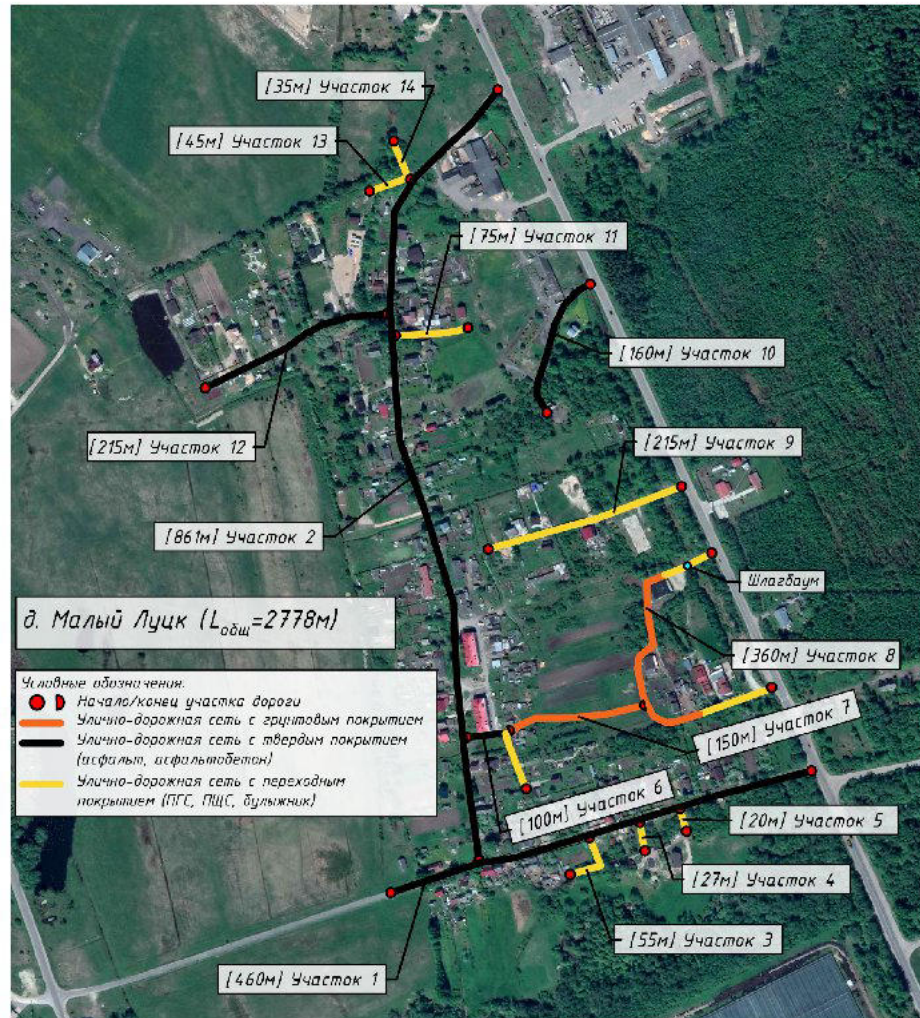 [35м] Участок 14
[45м] Участок 13
[75м] Участок 11
[160м] Участок 10
[215м] Участок 12
[215м] Участок 9
[861м] Участок 2
Шлагбаум
д. Малый Луцк (Lобщ=2778м)
[360м] Участок 8
Условные обозначения:
Начало/конец участка дороги
Улично-дорожная сеть с грунтовым покрытием
Улично-дорожная сеть с твердым покрытием
(асфальт, асфальтобетон)
Улично-дорожная сеть с переходным
покрытием (ПГС, ПЩС, булыжник)
[150м] Участок 7
[100м] Участок 6
[20м] Участок 5
[27м] Участок 4
[55м] Участок 3
[460м] Участок 1